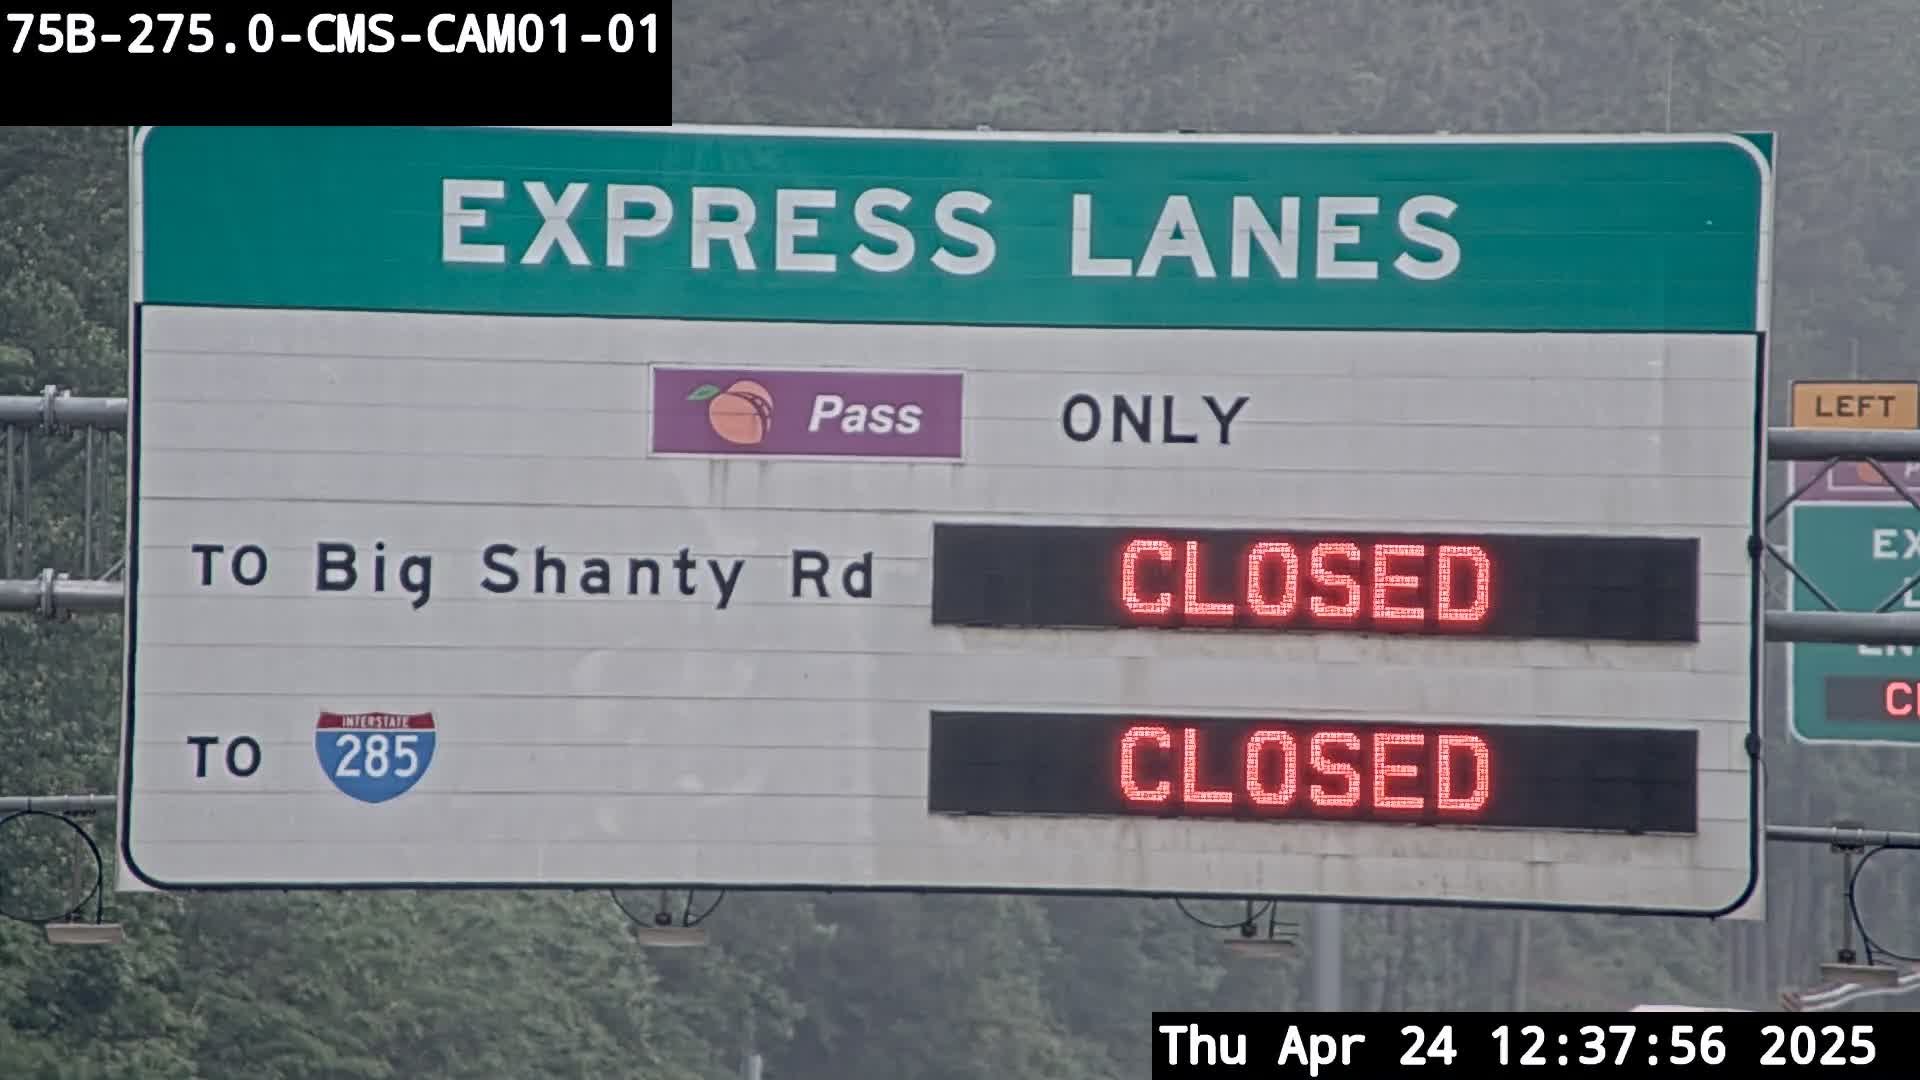 75B-275.0-CMS-CAM01-01
EXPRESS LANES
Pass ONLY
TO Big Shanty Rd CLOSED
TO INTERSTATE 285 CLOSED
LEFT
Thu Apr 24 12:37:56 2025